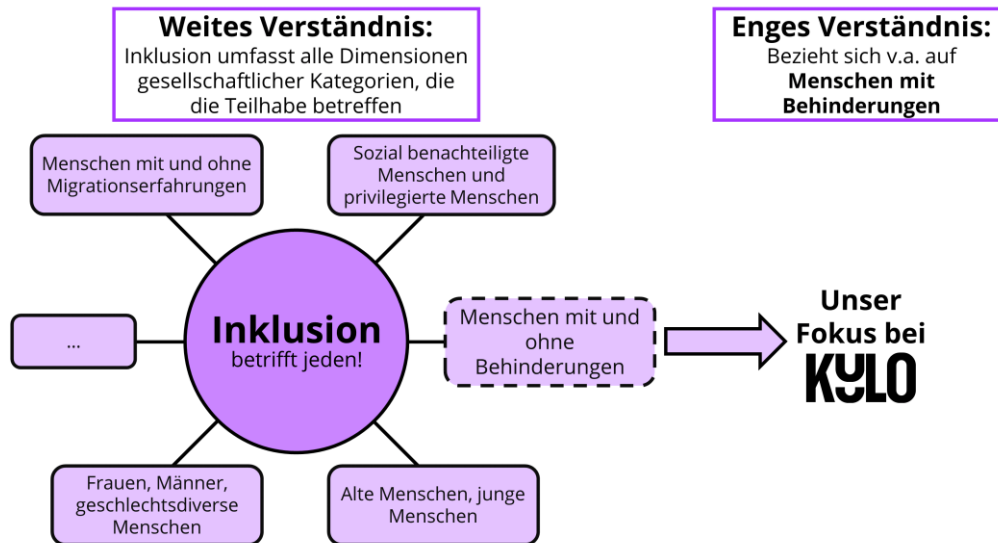 Weites Verständnis:
Inklusion umfasst alle Dimensionen
gesellschaftlicher Kategorien, die
die Teilhabe betreffen
Enges Verständnis:
Bezieht sich v.a. auf
Menschen mit
Behinderungen
Menschen mit und ohne
Migrationserfahrungen
Sozial benachteiligte
Menschen und
privilegierte Menschen
...
Inklusion
betrifft jeden!
Menschen mit und
ohne
Behinderungen
Unser
Fokus bei
KULO
Frauen, Männer,
geschlechtsdiverse
Menschen
Alte Menschen, junge
Menschen